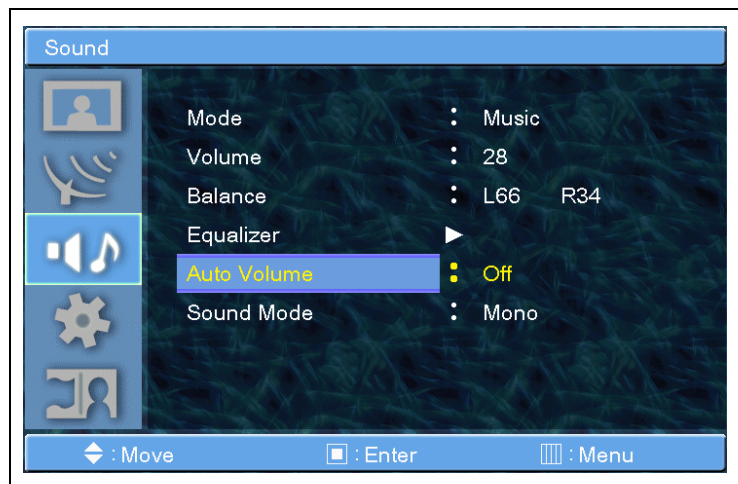 Sound
Mode : Music
Volume : 28
Balance : L66 R34
Equalizer
Auto Volume : Off
Sound Mode : Mono
: Move : Enter : Menu